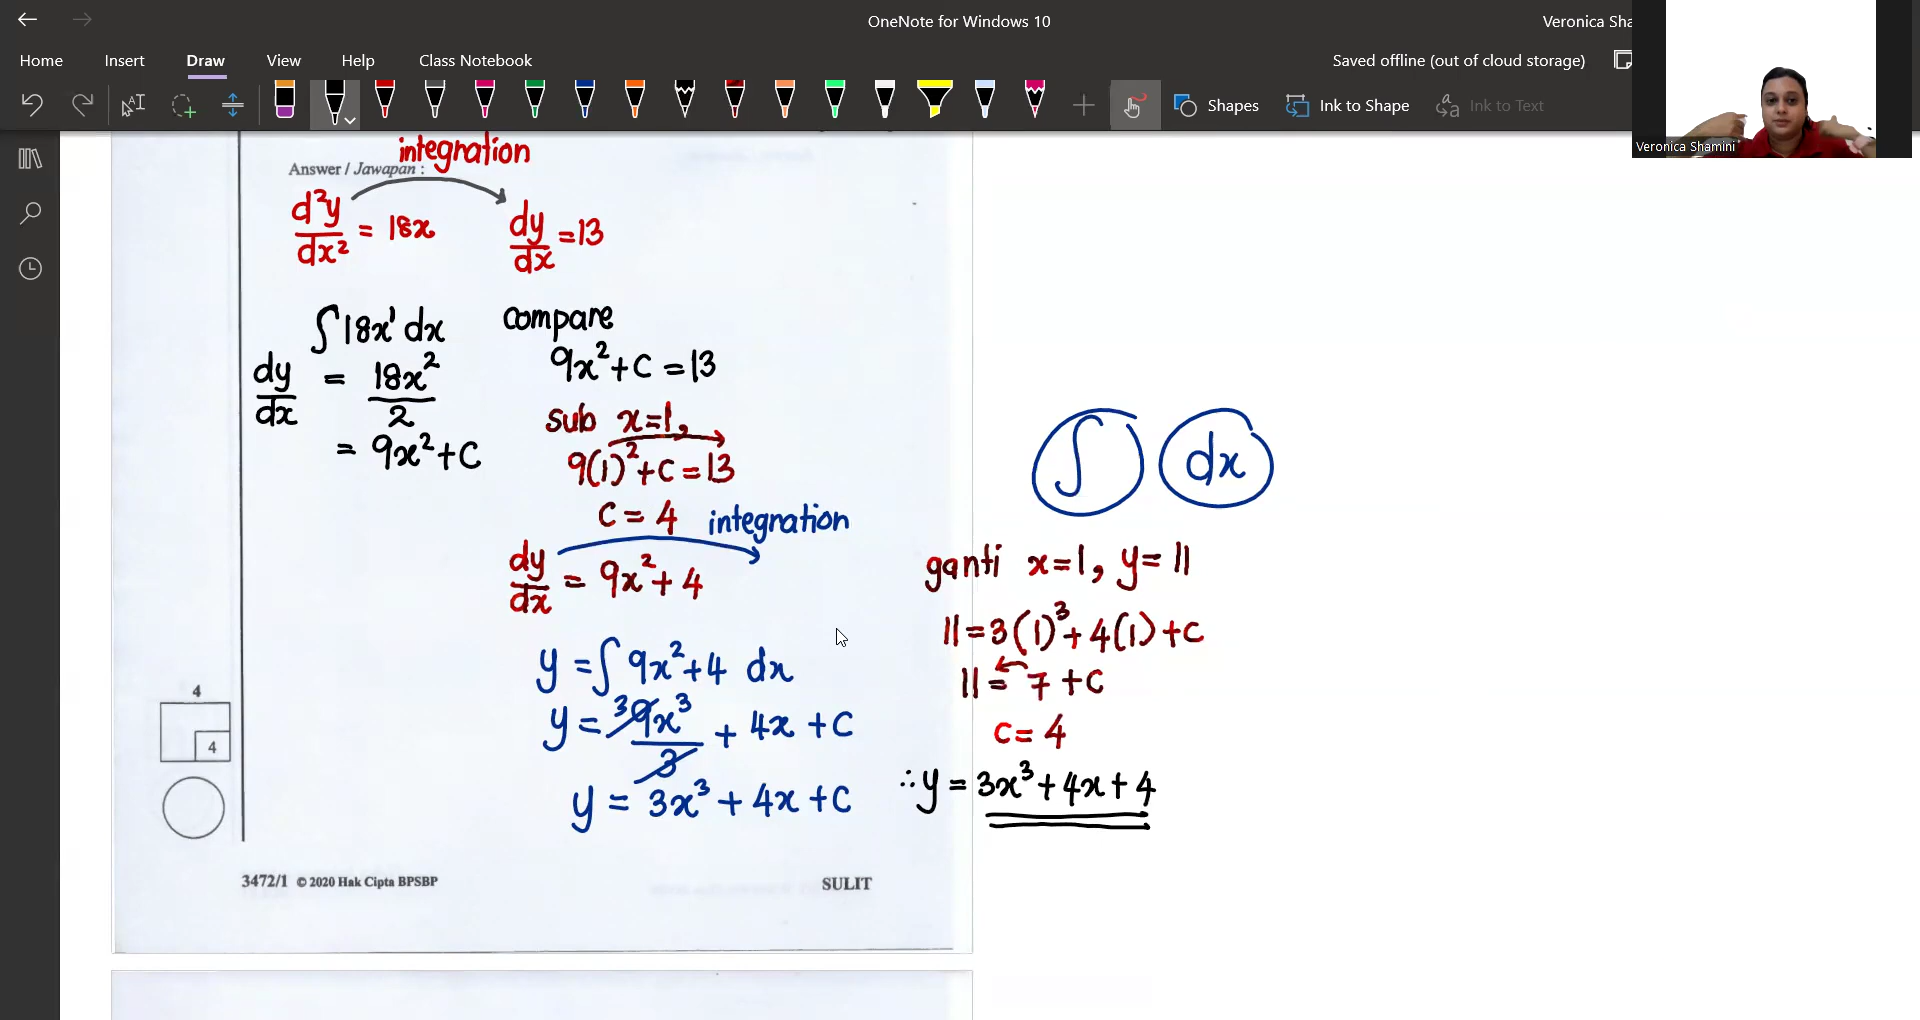 OneNote for Windows 10
Veronica Sha
Home Insert Draw View Help Class Notebook
Saved offline (out of cloud storage)
Shapes Ink to Shape Ink to Text
Veronica Shamini
integration
Answer / Jawapan :
d²y/dx² = 18x
dy/dx = 13
∫18x¹ dx
dy/dx = 18x²/2
= 9x²+c
compare
9x²+c = 13
sub x=1,
9(1)²+c = 13
c = 4
integration
dy/dx = 9x²+4
y = ∫9x²+4 dx
y = 3 9x³/3 + 4x + c
y = 3x³ + 4x + c
∫ dx
ganti x=1, y=11
11=3(1)³+4(1)+c
11= 7+c
c= 4
∴y = 3x³+4x+4
4
4
3472/1 © 2020 Hak Cipta BPSBP
SULIT